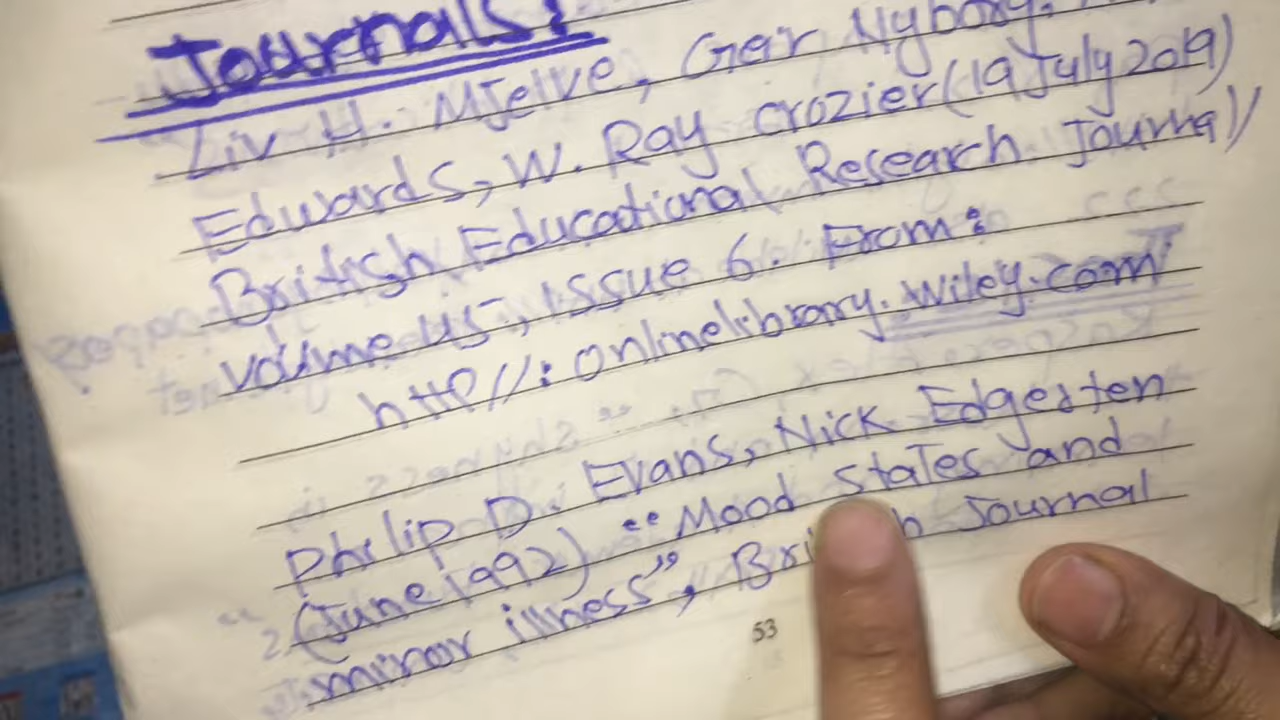 Journals:
Liv H. Mjelve, Geir Nyborg,
Edwards, W. Ray Crozier (19 July 2019)
British Educational Research Journal/
volume 45, Issue 6. From:
http//: onlinelibrary.wiley.com
Philip D. Evans, Nick Edgerten
(June 1992) "Mood States and
minor illness", Journal
53